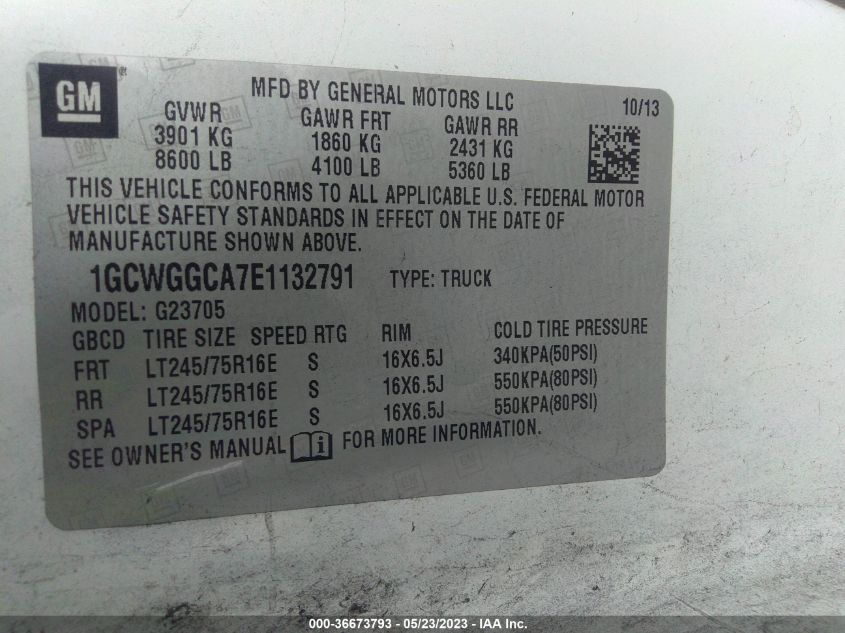 GM
MFD BY GENERAL MOTORS LLC
10/13
GVWR GAWR FRT GAWR RR
3901 KG 1860 KG 2431 KG
8600 LB 4100 LB 5360 LB
THIS VEHICLE CONFORMS TO ALL APPLICABLE U.S. FEDERAL MOTOR
VEHICLE SAFETY STANDARDS IN EFFECT ON THE DATE OF
MANUFACTURE SHOWN ABOVE.
1GCWGGCA7E1132791 TYPE: TRUCK
MODEL: G23705
GBCD TIRE SIZE SPEED RTG RIM COLD TIRE PRESSURE
FRT LT245/75R16E S 16X6.5J 340KPA(50PSI)
RR LT245/75R16E S 16X6.5J 550KPA(80PSI)
SPA LT245/75R16E S 16X6.5J 550KPA(80PSI)
SEE OWNER'S MANUAL i FOR MORE INFORMATION.
000-36673793 - 05/23/2023 - IAA Inc.